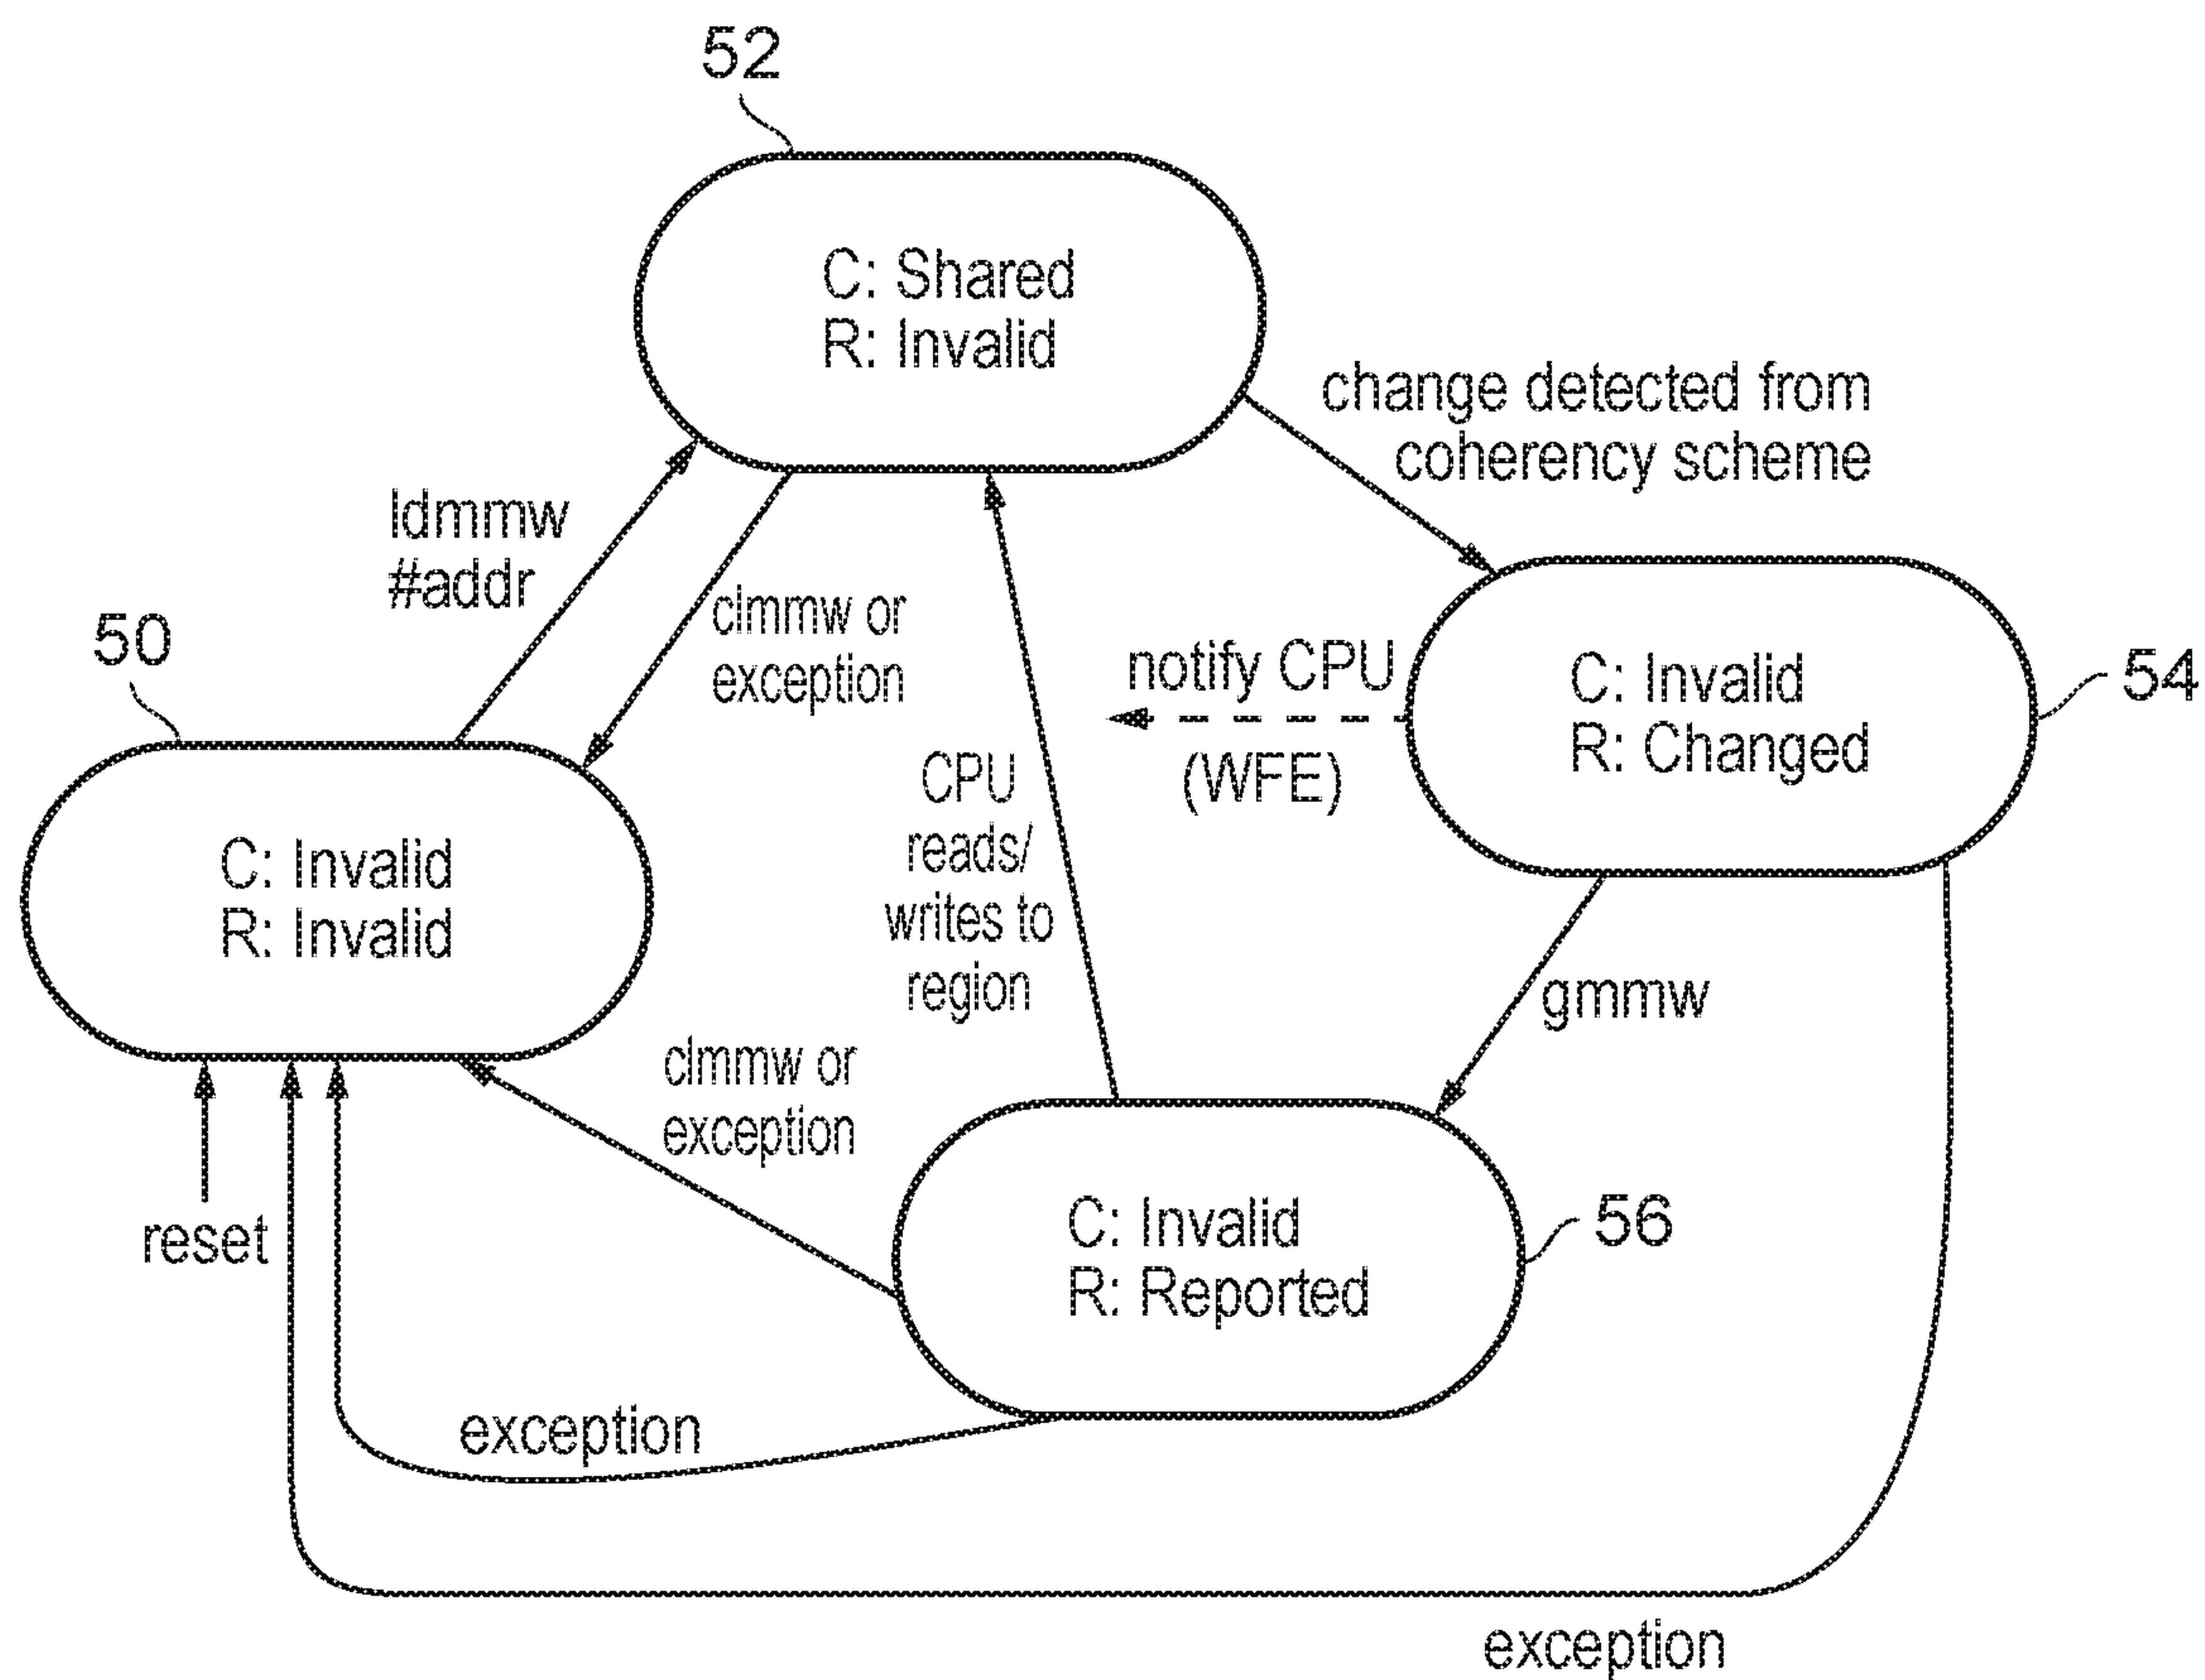 52
C: Shared
R: Invalid
change detected from
coherency scheme
ldmmw
#addr
clmmw or
exception
50
notify CPU
(WFE)
C: Invalid
R: Changed
54
CPU
reads/
writes to
region
C: Invalid
R: Invalid
gmmw
clmmw or
exception
reset
C: Invalid
R: Reported
56
exception
exception